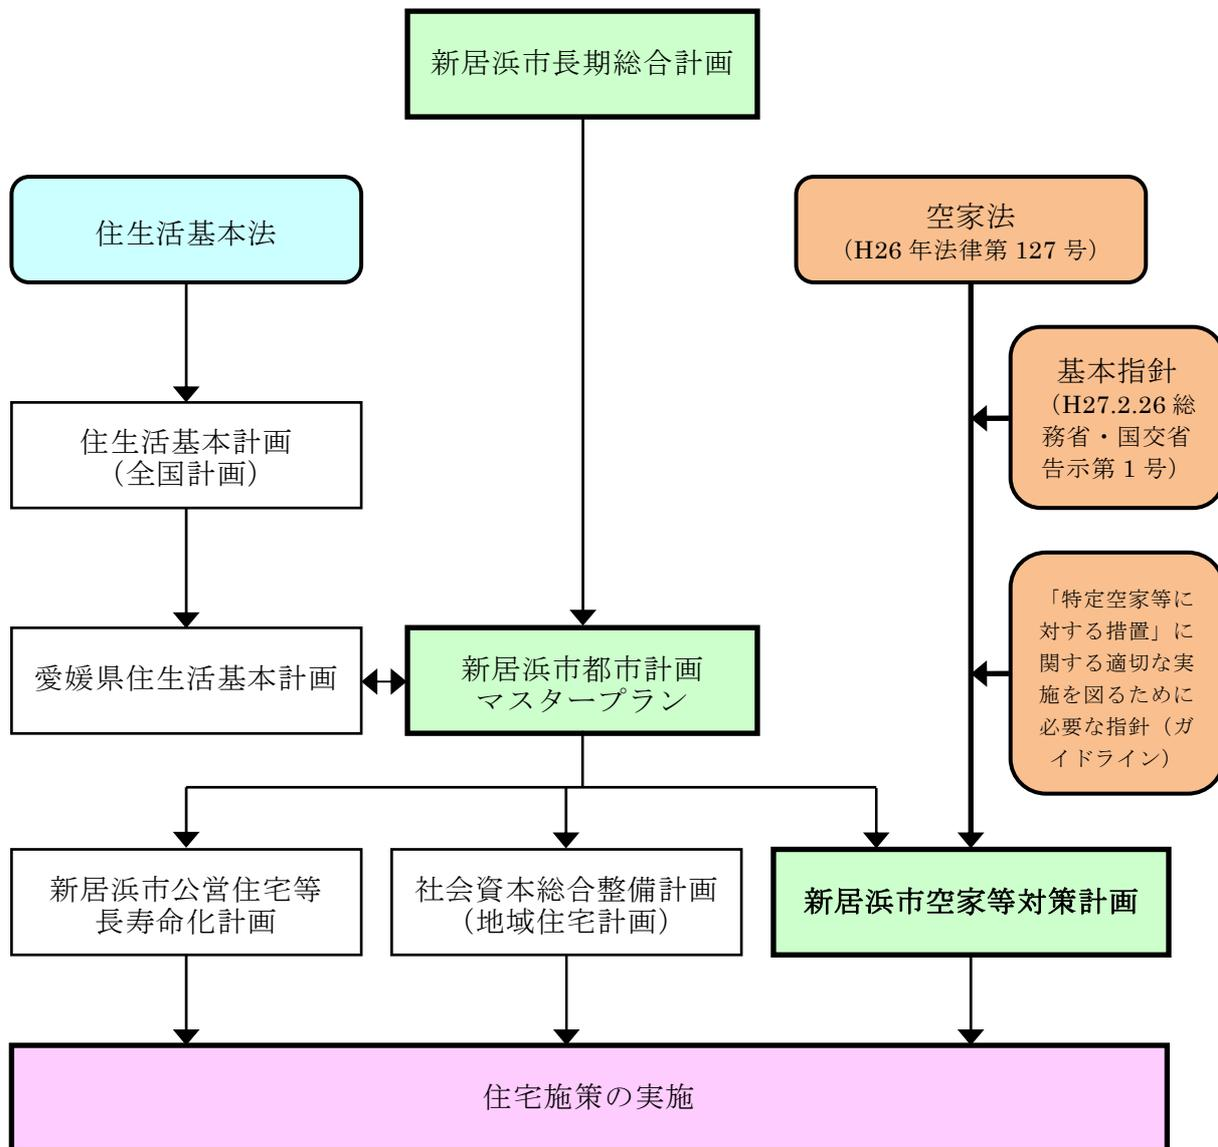 新居浜市長期総合計画
住生活基本法
空家法
（H26 年法律第 127 号）
基本指針
（H27.2.26 総
務省・国交省
告示第 1 号）
住生活基本計画
（全国計画）
「特定空家等に
対する措置」に
関する適切な実
施を図るために
必要な指針（ガ
イドライン）
愛媛県住生活基本計画
新居浜市都市計画
マスタープラン
新居浜市公営住宅等
長寿命化計画
社会資本総合整備計画
（地域住宅計画）
新居浜市空家等対策計画
住宅施策の実施